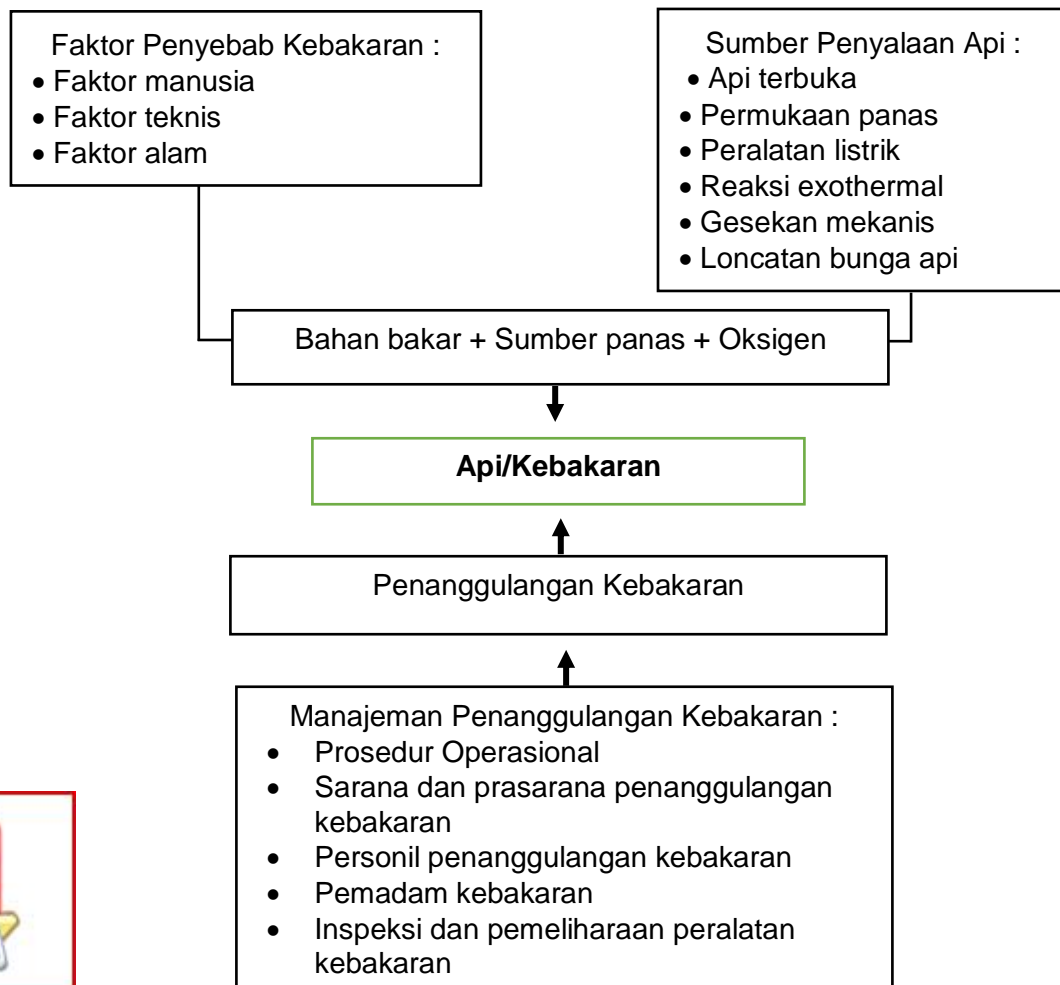 Faktor Penyebab Kebakaran :
• Faktor manusia
• Faktor teknis
• Faktor alam
Sumber Penyalaan Api :
• Api terbuka
• Permukaan panas
• Peralatan listrik
• Reaksi exothermal
• Gesekan mekanis
• Loncatan bunga api
Bahan bakar + Sumber panas + Oksigen
Api/Kebakaran
Penanggulangan Kebakaran
Manajeman Penanggulangan Kebakaran :
• Prosedur Operasional
• Sarana dan prasarana penanggulangan
kebakaran
• Personil penanggulangan kebakaran
• Pemadam kebakaran
• Inspeksi dan pemeliharaan peralatan
kebakaran